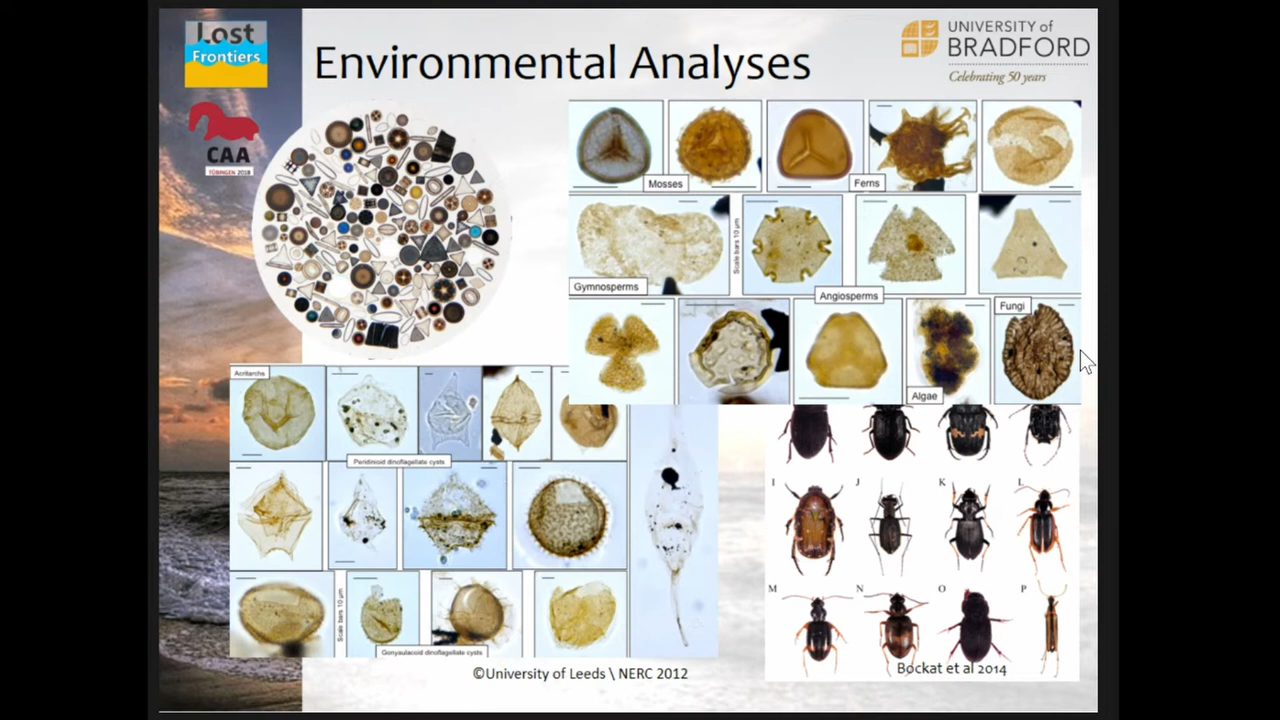 Lost
Frontiers
CAA
TÜBINGEN 2018
Environmental Analyses
UNIVERSITY of
BRADFORD
Celebrating 50 years
Mosses
Ferns
Scale bars 10 µm
Gymnosperms
Angiosperms
Fungi
Algae
Acritarchs
Peridinioid dinoflagellate cysts
Scale bars 10 µm
Gonyaulacoid dinoflagellate cysts
I J K L
M N O P
Bockat et al 2014
©University of Leeds \ NERC 2012